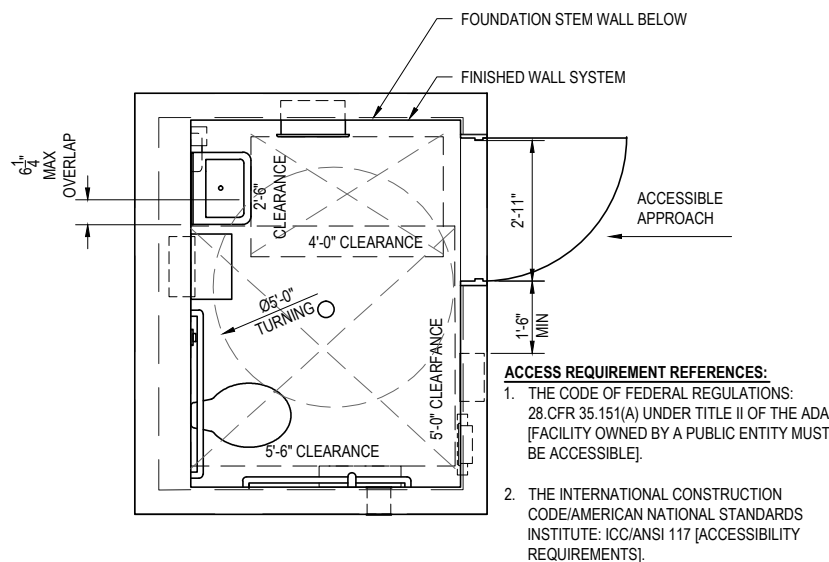 FOUNDATION STEM WALL BELOW
FINISHED WALL SYSTEM
6 1/4" MAX
OVERLAP
2'-6"
CLEARANCE
4'-0" CLEARANCE
2'-11"
ACCESSIBLE
APPROACH
Ø5'-0"
TURNING
1'-6"
MIN
5'-0" CLEARFANCE
5'-6" CLEARANCE
ACCESS REQUIREMENT REFERENCES:
1. THE CODE OF FEDERAL REGULATIONS:
28.CFR 35.151(A) UNDER TITLE II OF THE ADA
[FACILITY OWNED BY A PUBLIC ENTITY MUST
BE ACCESSIBLE].
2. THE INTERNATIONAL CONSTRUCTION
CODE/AMERICAN NATIONAL STANDARDS
INSTITUTE: ICC/ANSI 117 [ACCESSIBILITY
REQUIREMENTS].